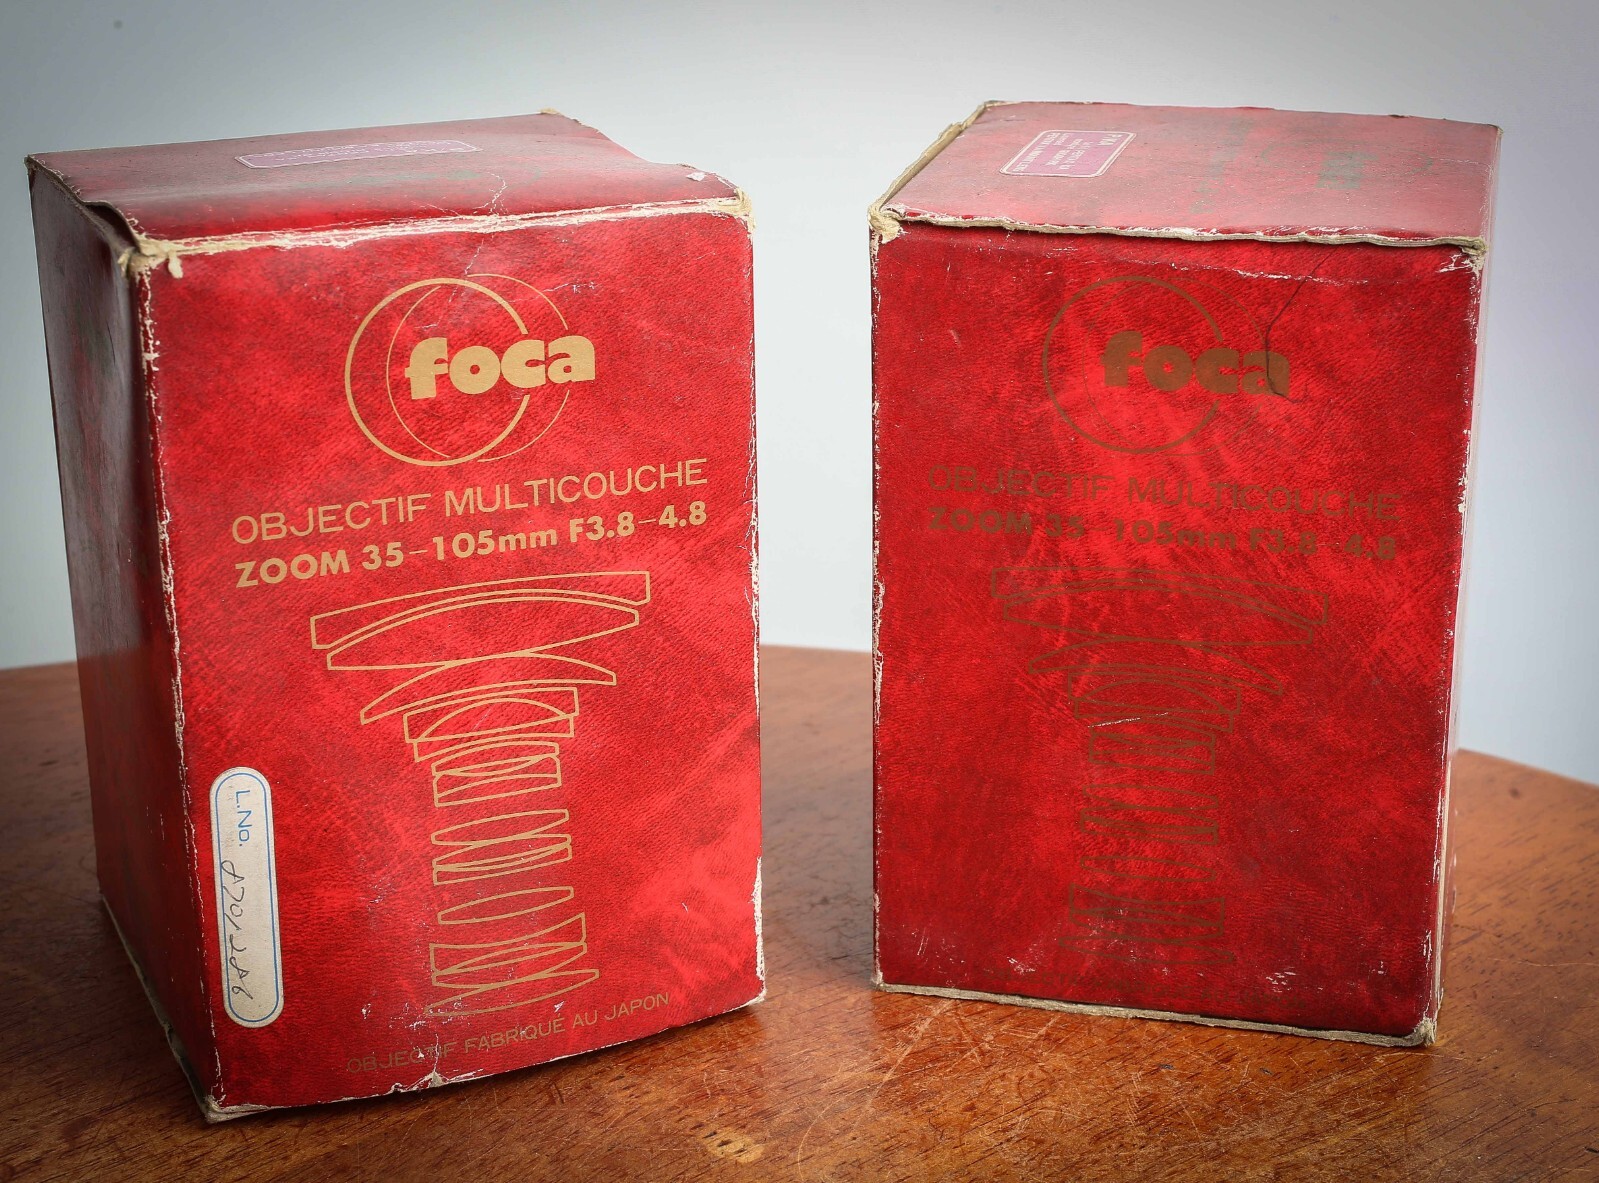 foca
OBJECTIF MULTICOUCHE
ZOOM 35-105mm F3.8-4.8
L.No.
OBJECTIF FABRIQUÉ AU JAPON
foca
OBJECTIF MULTICOUCHE
ZOOM 35-105mm F3.8-4.8